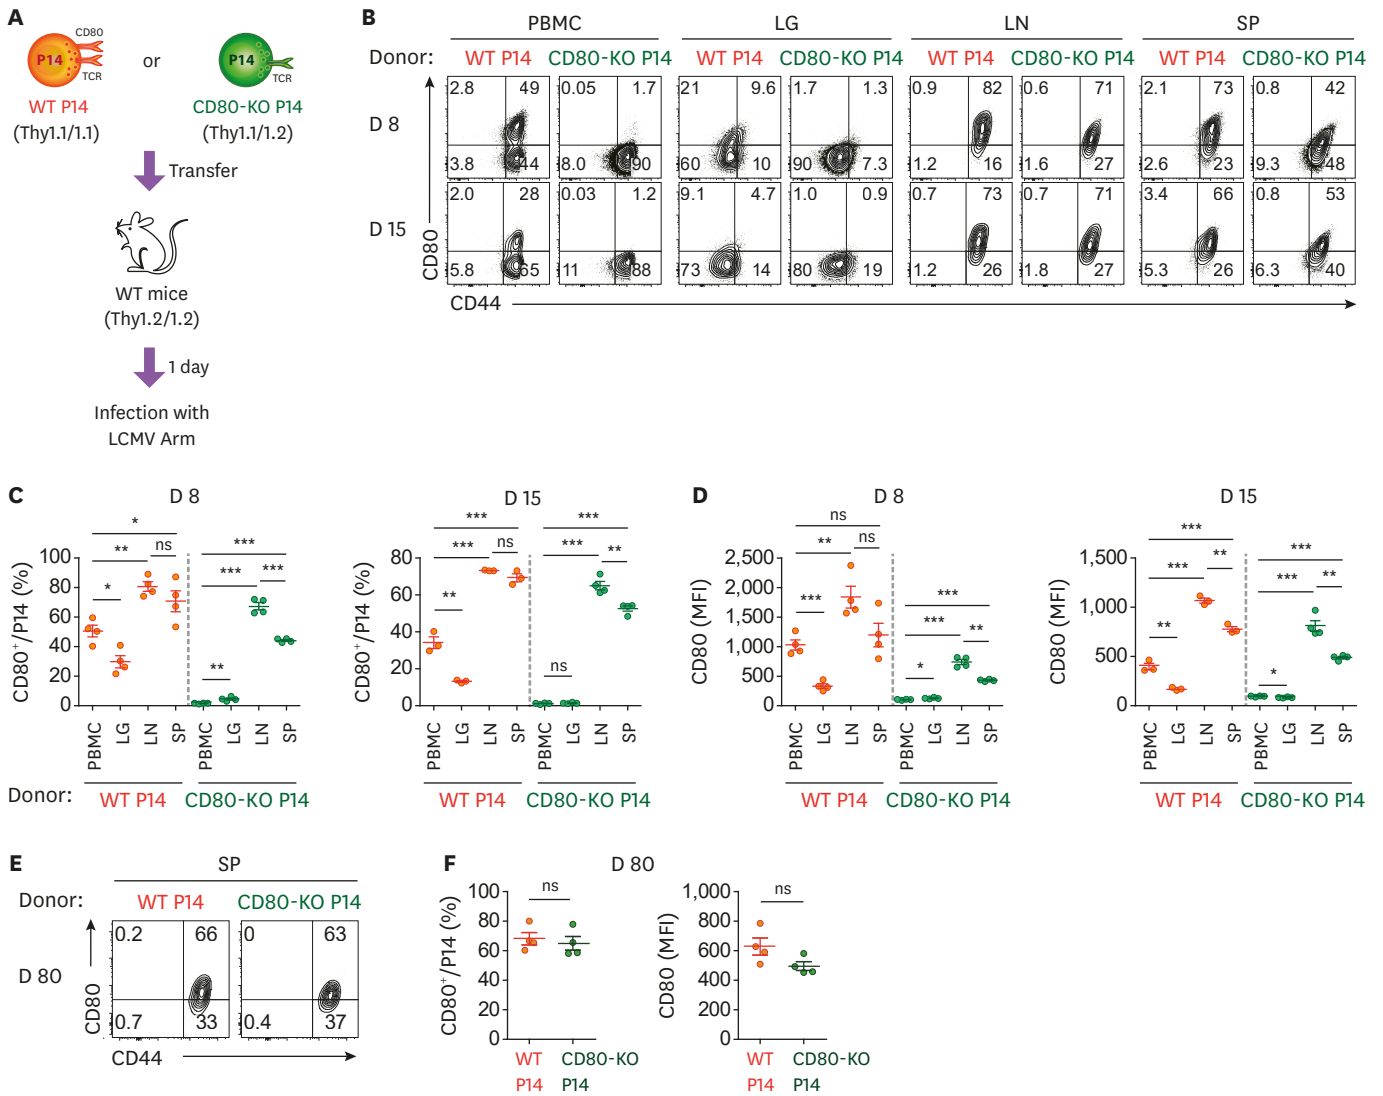 A
CD80
P14
TCR
or
P14
TCR
WT P14
(Thy1.1/1.1)
CD80-KO P14
(Thy1.1/1.2)
Transfer
WT mice
(Thy1.2/1.2)
1 day
Infection with
LCMV Arm
B
PBMC LG LN SP
Donor: WT P14 CD80-KO P14 WT P14 CD80-KO P14 WT P14 CD80-KO P14 WT P14 CD80-KO P14
D 8
2.8 49 0.05 1.7 21 9.6 1.7 1.3 0.9 82 0.6 71 2.1 73 0.8 42
3.8 44 8.0 90 60 10 90 7.3 1.2 16 1.6 27 2.6 23 9.3 48
D 15
2.0 28 0.03 1.2 9.1 4.7 1.0 0.9 0.7 73 0.7 71 3.4 66 0.8 53
5.8 65 11 88 73 14 80 19 1.2 26 1.8 27 5.3 26 6.3 40
CD80
CD44
C
D 8
CD80+/P14 (%)
100
80
60
40
20
0
*
** ns
*
***
*** ***
**
PBMC LG LN SP PBMC LG LN SP
D 15
CD80+/P14 (%)
80
60
40
20
0
***
*** ns
**
***
*** **
ns
PBMC LG LN SP PBMC LG LN SP
Donor: WT P14 CD80-KO P14 WT P14 CD80-KO P14
D
D 8
CD80 (MFI)
2,500
2,000
1,500
1,000
500
0
ns
** ns
***
***
*** **
*
PBMC LG LN SP PBMC LG LN SP
WT P14 CD80-KO P14
D 15
CD80 (MFI)
1,500
1,000
500
0
***
*** **
**
***
*** **
*
PBMC LG LN SP PBMC LG LN SP
WT P14 CD80-KO P14
E
SP
Donor: WT P14 CD80-KO P14
D 80
0.2 66 0 63
0.7 33 0.4 37
CD80
CD44
F
D 80
CD80+/P14 (%)
100
80
60
40
20
0
ns
WT
P14
CD80-KO
P14
CD80 (MFI)
1,000
800
600
400
200
0
ns
WT
P14
CD80-KO
P14